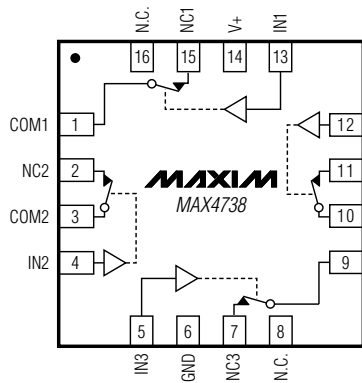 N.C. NC1 V+ IN1
16 15 14 13
COM1 1 12
NC2 2 11
MAXIM
MAX4738
COM2 3 10
IN2 4 9
5 6 7 8
IN3 GND NC3 N.C.